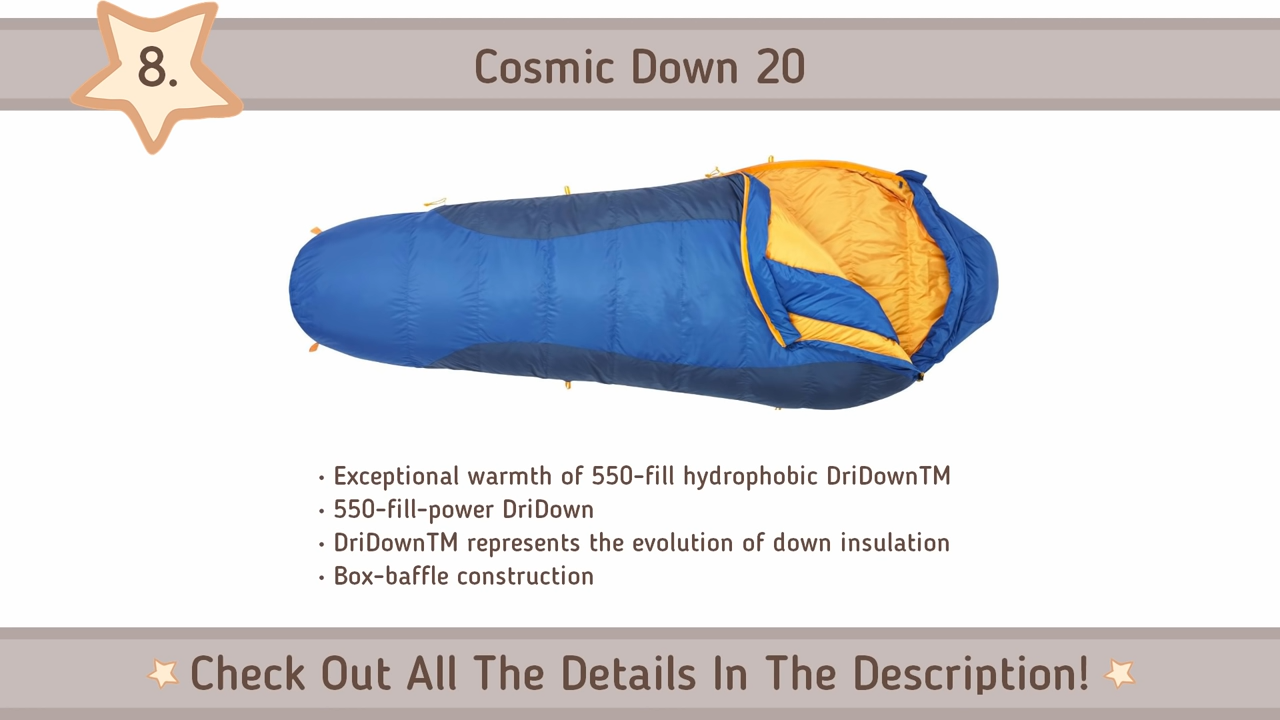 8.
Cosmic Down 20
• Exceptional warmth of 550-fill hydrophobic DriDownTM
• 550-fill-power DriDown
• DriDownTM represents the evolution of down insulation
• Box-baffle construction
Check Out All The Details In The Description!